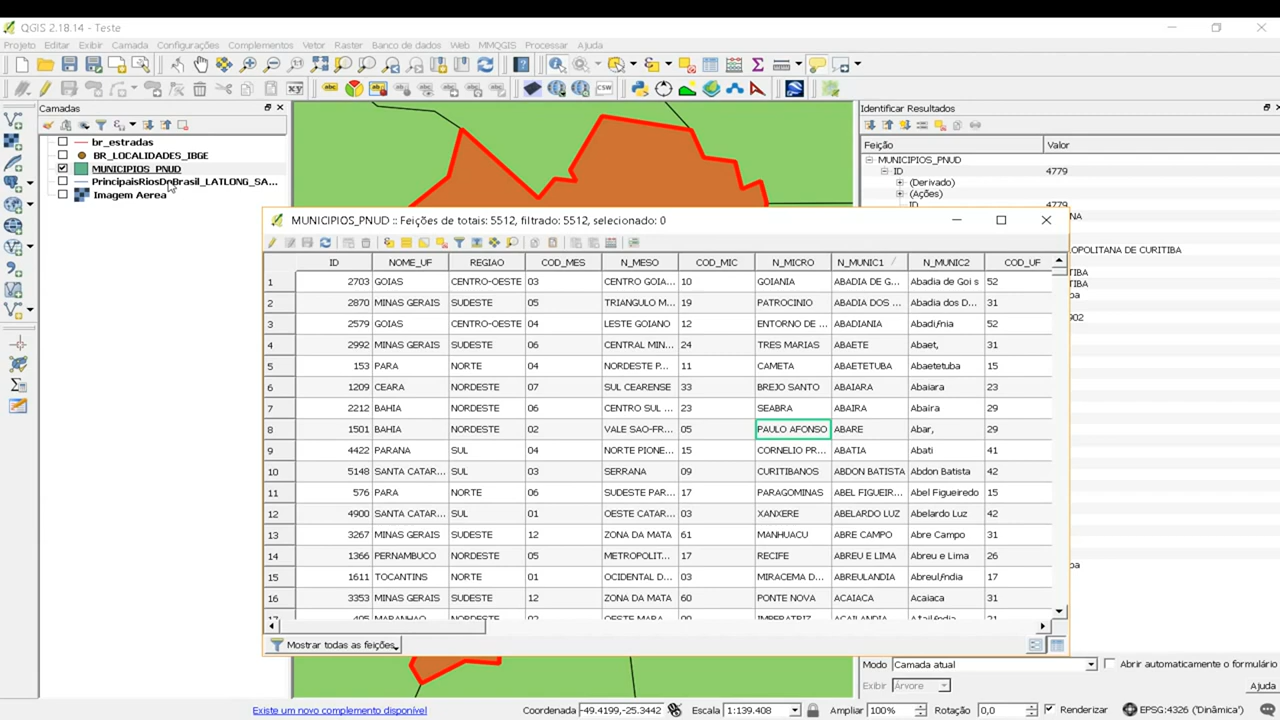 QGIS 2.18.14 - Teste
Projeto Editar Exibir Camada Configurações Complementos Vetor Raster Banco de dados Web MMQGIS Processar Ajuda
Camadas
br_estradas
BR_LOCALIDADES_IBGE
MUNICIPIOS_PNUD
PrincipaisRiosDoBrasil_LATLONG_SA...
Imagem Aerea
Identificar Resultados
Feição Valor
MUNICIPIOS_PNUD
ID 4779
(Derivado)
(Ações)
ID 4779
OPOLITANA DE CURITIBA
MUNICIPIOS_PNUD :: Feições de totais: 5512, filtrado: 5512, selecionado: 0
ID NOME_UF REGIAO COD_MES N_MESO COD_MIC N_MICRO N_MUNIC1 N_MUNIC2 COD_UF
1 2703 GOIAS CENTRO-OESTE 03 CENTRO GOIA... 10 GOIANIA ABADIA DE G... Abadia de Goi s 52
2 2870 MINAS GERAIS SUDESTE 05 TRIANGULO M... 19 PATROCINIO ABADIA DOS ... Abadia dos D... 31
3 2579 GOIAS CENTRO-OESTE 04 LESTE GOIANO 12 ENTORNO DE ... ABADIANIA Abadiƒnia 52
4 2992 MINAS GERAIS SUDESTE 06 CENTRAL MIN... 24 TRES MARIAS ABAETE Abaet, 31
5 153 PARA NORTE 04 NORDESTE P... 11 CAMETA ABAETETUBA Abaetetuba 15
6 1209 CEARA NORDESTE 07 SUL CEARENSE 33 BREJO SANTO ABAIARA Abaiara 23
7 2212 BAHIA NORDESTE 06 CENTRO SUL ... 23 SEABRA ABAIRA Abaira 29
8 1501 BAHIA NORDESTE 02 VALE SAO-FR... 05 PAULO AFONSO ABARE Abar, 29
9 4422 PARANA SUL 04 NORTE PIONE... 15 CORNELIO PR... ABATIA Abati 41
10 5148 SANTA CATAR... SUL 03 SERRANA 09 CURITIBANOS ABDON BATISTA Abdon Batista 42
11 576 PARA NORTE 06 SUDESTE PAR... 17 PARAGOMINAS ABEL FIGUEIR... Abel Figueiredo 15
12 4900 SANTA CATAR... SUL 01 OESTE CATAR... 03 XANXERE ABELARDO LUZ Abelardo Luz 42
13 3267 MINAS GERAIS SUDESTE 12 ZONA DA MATA 61 MANHUACU ABRE CAMPO Abre Campo 31
14 1366 PERNAMBUCO NORDESTE 05 METROPOLIT... 17 RECIFE ABREU E LIMA Abreu e Lima 26
15 1611 TOCANTINS NORTE 01 OCIDENTAL D... 03 MIRACEMA D... ABREULANDIA Abreulƒndia 17
16 3353 MINAS GERAIS SUDESTE 12 ZONA DA MATA 60 PONTE NOVA ACAIACA Acaiaca 31
Mostrar todas as feições
Modo Camada atual Abrir automaticamente o formulário
Exibir Árvore Ajuda
Existe um novo complemento disponível Coordenada -49.4199,-25.3442 Escala 1:139.408 Ampliar 100% Rotação 0,0 Renderizar EPSG:4326 ('Dinâmica')